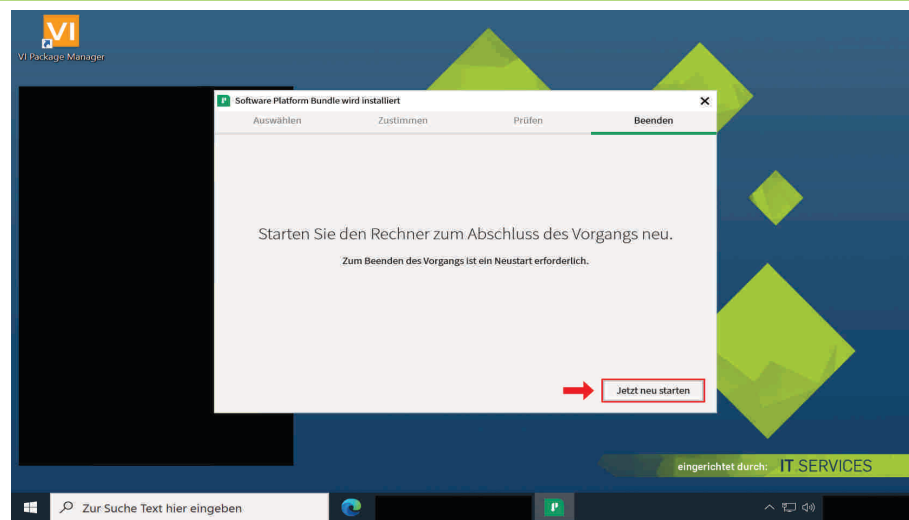 VI
VI Package Manager
Software Platform Bundle wird installiert
Auswählen Zustimmen Prüfen Beenden
Starten Sie den Rechner zum Abschluss des Vorgangs neu.
Zum Beenden des Vorgangs ist ein Neustart erforderlich.
Jetzt neu starten
eingerichtet durch: IT.SERVICES
Zur Suche Text hier eingeben